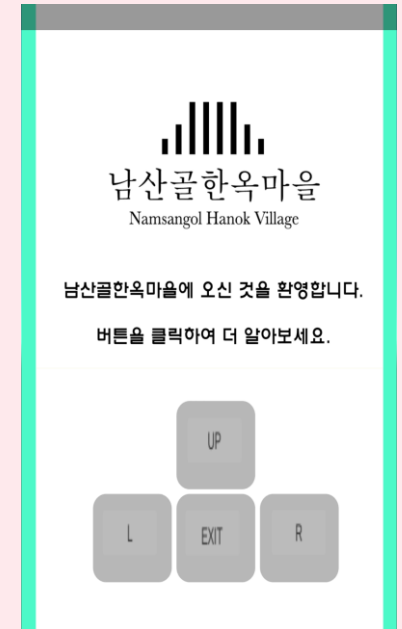 남산골한옥마을
Namsangol Hanok Village
남산골한옥마을에 오신 것을 환영합니다.
버튼을 클릭하여 더 알아보세요.
UP
L EXIT R